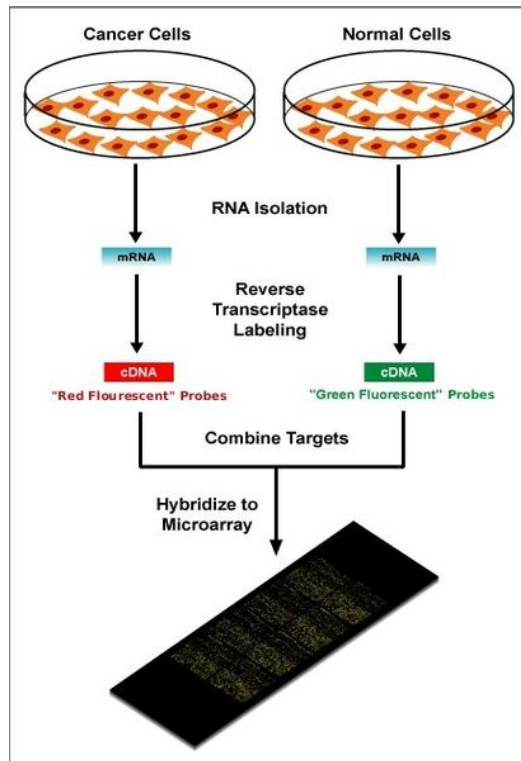 Cancer Cells
Normal Cells
RNA Isolation
mRNA
mRNA
Reverse
Transcriptase
Labeling
cDNA
cDNA
"Red Flourescent" Probes
"Green Fluorescent" Probes
Combine Targets
Hybridize to
Microarray